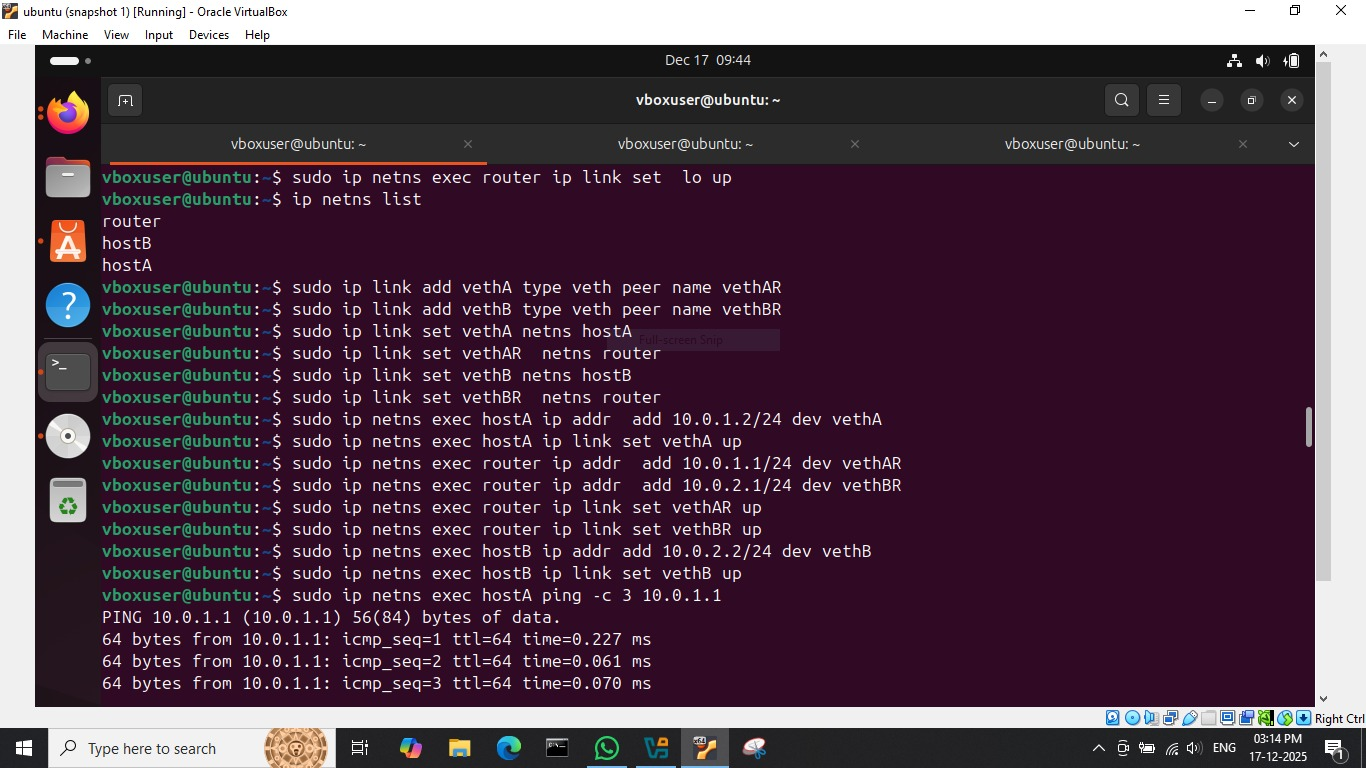 ubuntu (snapshot 1) [Running] - Oracle VirtualBox
File Machine View Input Devices Help
Dec 17 09:44
vboxuser@ubuntu: ~
vboxuser@ubuntu: ~ vboxuser@ubuntu: ~ vboxuser@ubuntu: ~
vboxuser@ubuntu:~$ sudo ip netns exec router ip link set  lo up
vboxuser@ubuntu:~$ ip netns list
router
hostB
hostA
vboxuser@ubuntu:~$ sudo ip link add vethA type veth peer name vethAR
vboxuser@ubuntu:~$ sudo ip link add vethB type veth peer name vethBR
vboxuser@ubuntu:~$ sudo ip link set vethA netns hostA
Full-screen Snip
vboxuser@ubuntu:~$ sudo ip link set vethAR  netns router
vboxuser@ubuntu:~$ sudo ip link set vethB netns hostB
vboxuser@ubuntu:~$ sudo ip link set vethBR  netns router
vboxuser@ubuntu:~$ sudo ip netns exec hostA ip addr  add 10.0.1.2/24 dev vethA
vboxuser@ubuntu:~$ sudo ip netns exec hostA ip link set vethA up
vboxuser@ubuntu:~$ sudo ip netns exec router ip addr  add 10.0.1.1/24 dev vethAR
vboxuser@ubuntu:~$ sudo ip netns exec router ip addr  add 10.0.2.1/24 dev vethBR
vboxuser@ubuntu:~$ sudo ip netns exec router ip link set vethAR up
vboxuser@ubuntu:~$ sudo ip netns exec router ip link set vethBR up
vboxuser@ubuntu:~$ sudo ip netns exec hostB ip addr add 10.0.2.2/24 dev vethB
vboxuser@ubuntu:~$ sudo ip netns exec hostB ip link set vethB up
vboxuser@ubuntu:~$ sudo ip netns exec hostA ping -c 3 10.0.1.1
PING 10.0.1.1 (10.0.1.1) 56(84) bytes of data.
64 bytes from 10.0.1.1: icmp_seq=1 ttl=64 time=0.227 ms
64 bytes from 10.0.1.1: icmp_seq=2 ttl=64 time=0.061 ms
64 bytes from 10.0.1.1: icmp_seq=3 ttl=64 time=0.070 ms
Right Ctrl
Type here to search
ENG
03:14 PM
17-12-2025
1